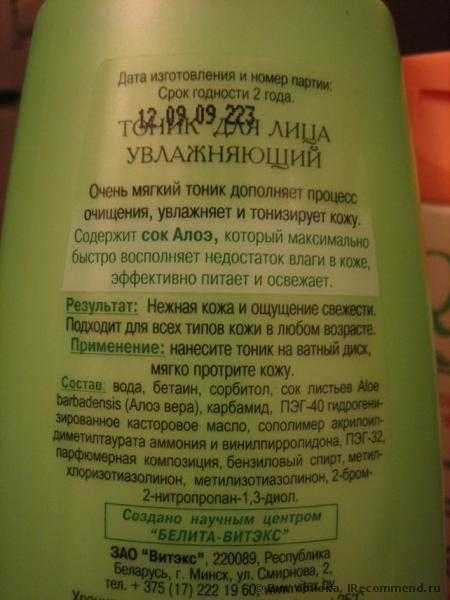 Дата изготовления и номер партии:
Срок годности 2 года.
12 09 09 223
ТОНИК ДЛЯ ЛИЦА
УВЛАЖНЯЮЩИЙ
Очень мягкий тоник дополняет процесс
очищения, увлажняет и тонизирует кожу.
Содержит сок Алоэ, который максимально
быстро восполняет недостаток влаги в коже,
эффективно питает и освежает.
Результат: Нежная кожа и ощущение свежести.
Подходит для всех типов кожи в любом возрасте.
Применение: нанесите тоник на ватный диск,
мягко протрите кожу.
Состав: вода, бетаин, сорбитол, сок листьев Aloe
barbadensis (Алоэ вера), карбамид, ПЭГ-40 гидрогени-
зированное касторовое масло, сополимер акрилоил-
диметилтаурата аммония и винилпирролидона, ПЭГ-32,
парфюмерная композиция, бензиловый спирт, метил-
хлоризотиазолинон, метилизотиазолинон, 2-бром-
2-нитропропан-1,3-диол.
Создано научным центром
"БЕЛИТА-ВИТЭКС"
ЗАО "Витэкс", 220089, Республика
Беларусь, г. Минск, ул. Смирнова, 2,
тел. + 375 (17) 222 19 60
IRecommend.ru